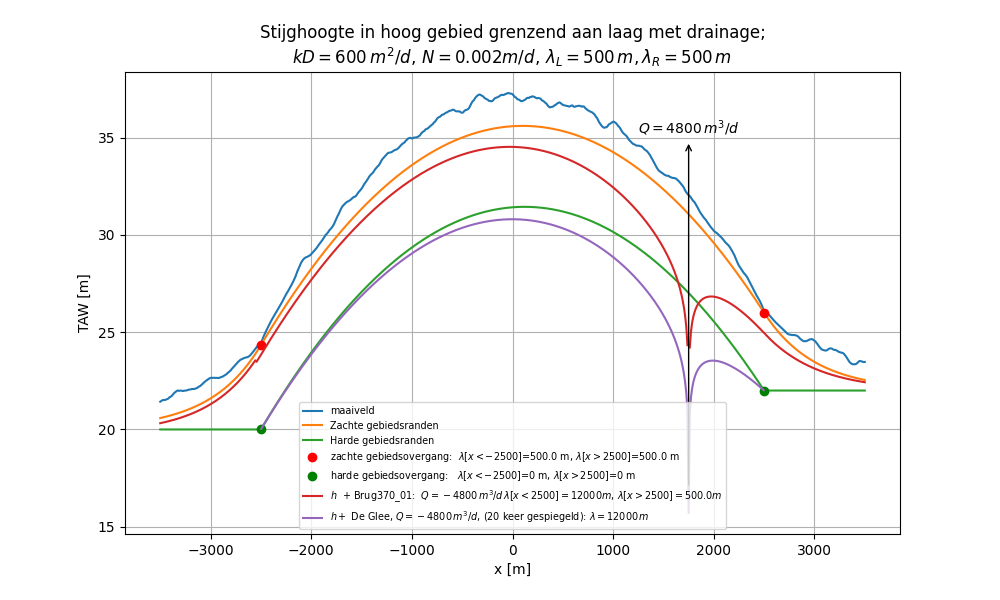 Stijghoogte in hoog gebied grenzend aan laag met drainage;
kD = 600 m²/d, N = 0.002m/d, λ_L = 500 m, λ_R = 500 m
Q = 4800 m³/d
35
30
25
20
15
TAW [m]
maaiveld
Zachte gebiedsranden
Harde gebiedsranden
zachte gebiedsovergang: λ[x < −2500]=500.0 m, λ[x > 2500]=500.0 m
harde gebiedsovergang: λ[x < −2500]=0 m, λ[x > 2500]=0 m
h + Brug370_01: Q = −4800 m³/d λ[x < 2500] = 12000m, λ[x > 2500] = 500.0m
h + De Glee, Q = −4800 m³/d, (20 keer gespiegeld): λ = 12000 m
−3000 −2000 −1000 0 1000 2000 3000
x [m]